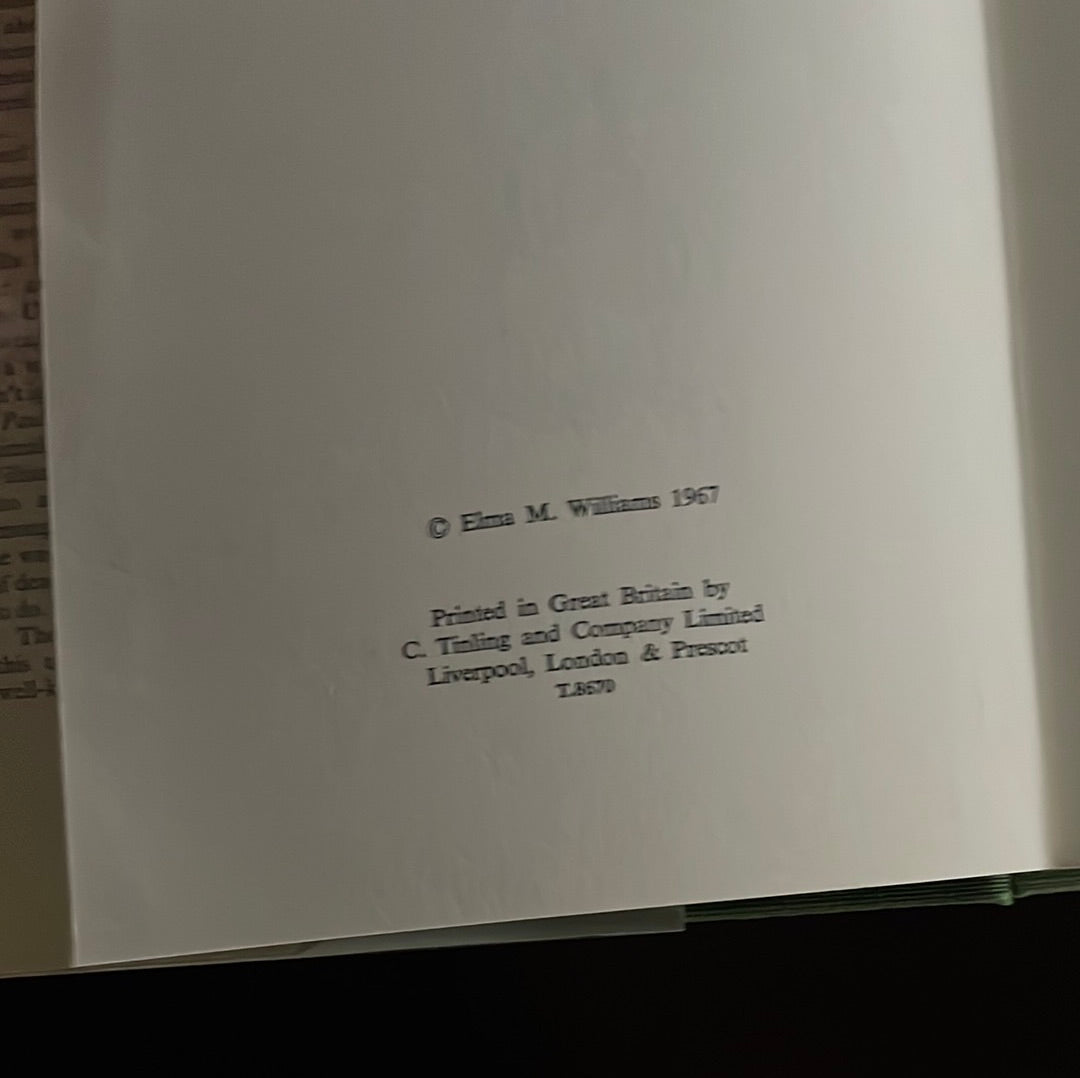 © Elma M. Williams 1967
Printed in Great Britain by
C. Tinling and Company Limited
Liverpool, London & Prescot
T.8670